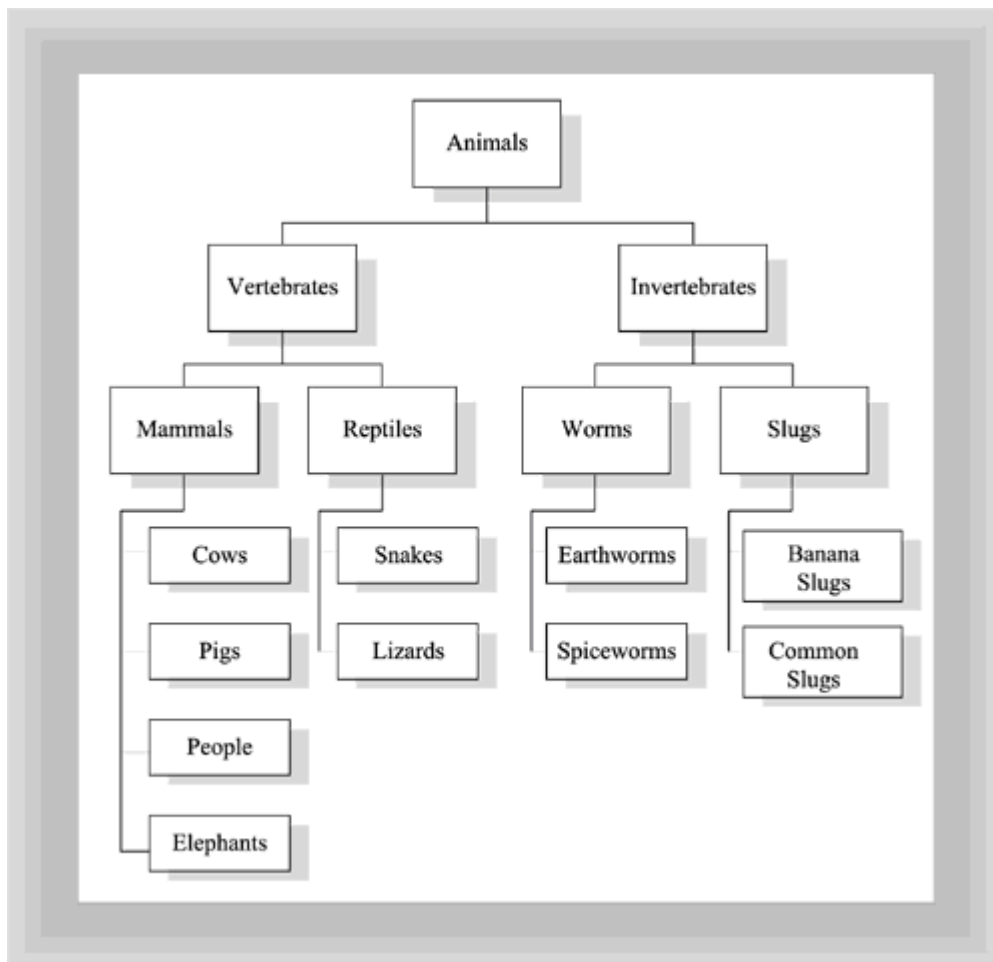 Animals
Vertebrates
Invertebrates
Mammals
Reptiles
Worms
Slugs
Cows
Snakes
Earthworms
Banana
Slugs
Pigs
Lizards
Spiceworms
Common
Slugs
People
Elephants